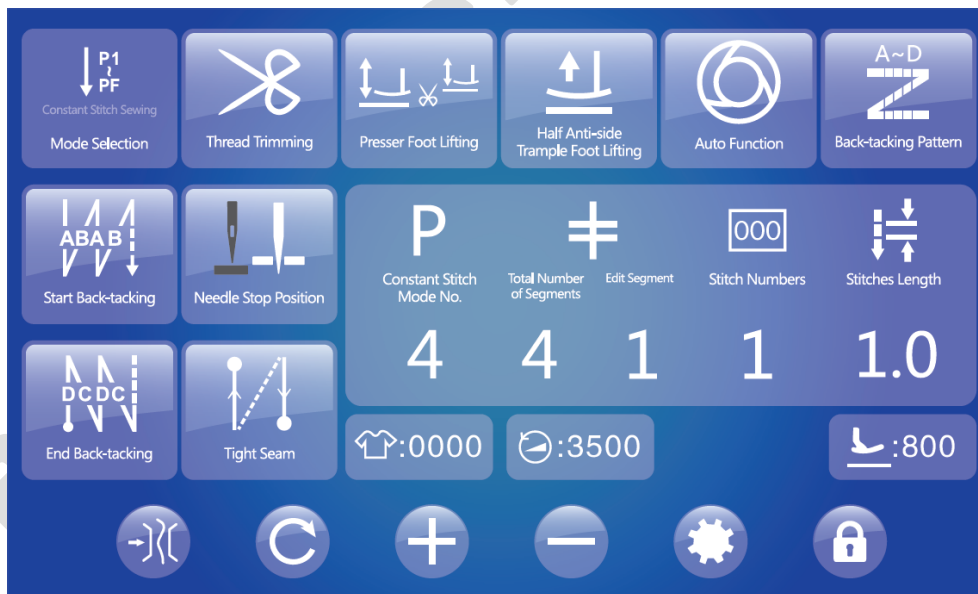 P1
~
PF
Constant Stitch Sewing
Mode Selection
Thread Trimming
Presser Foot Lifting
Half Anti-side
Trample Foot Lifting
Auto Function
A~D
Back-tacking Pattern
ABAB
Start Back-tacking
Needle Stop Position
P
Constant Stitch
Mode No.
Total Number
of Segments
Edit Segment
000
Stitch Numbers
Stitches Length
4
4
1
1
1.0
DCDC
End Back-tacking
Tight Seam
:0000
:3500
:800